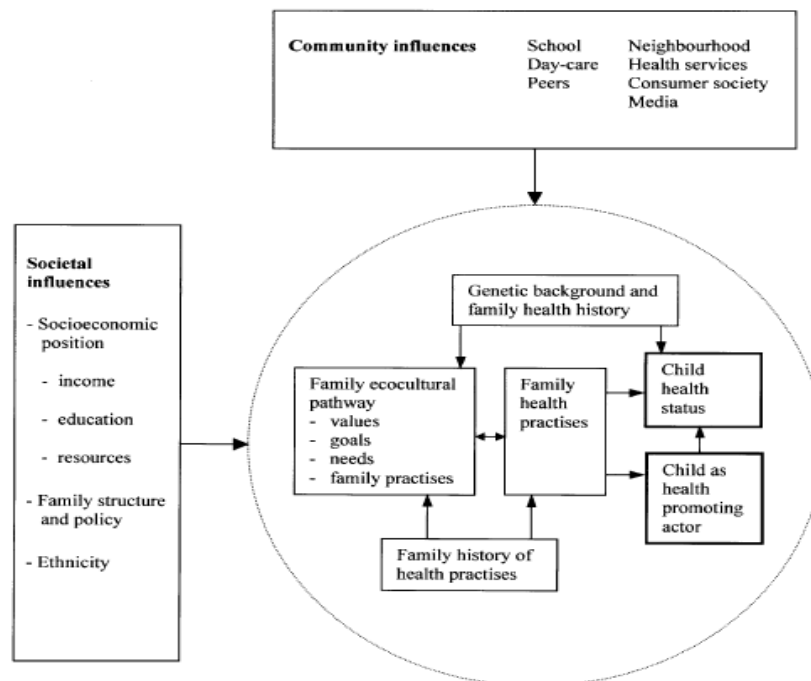 Community influences
School
Day-care
Peers
Neighbourhood
Health services
Consumer society
Media
Societal
influences
- Socioeconomic
position
- income
- education
- resources
- Family structure
and policy
- Ethnicity
Genetic background and
family health history
Family ecocultural
pathway
- values
- goals
- needs
- family practises
Family
health
practises
Child
health
status
Child as
health
promoting
actor
Family history of
health practises